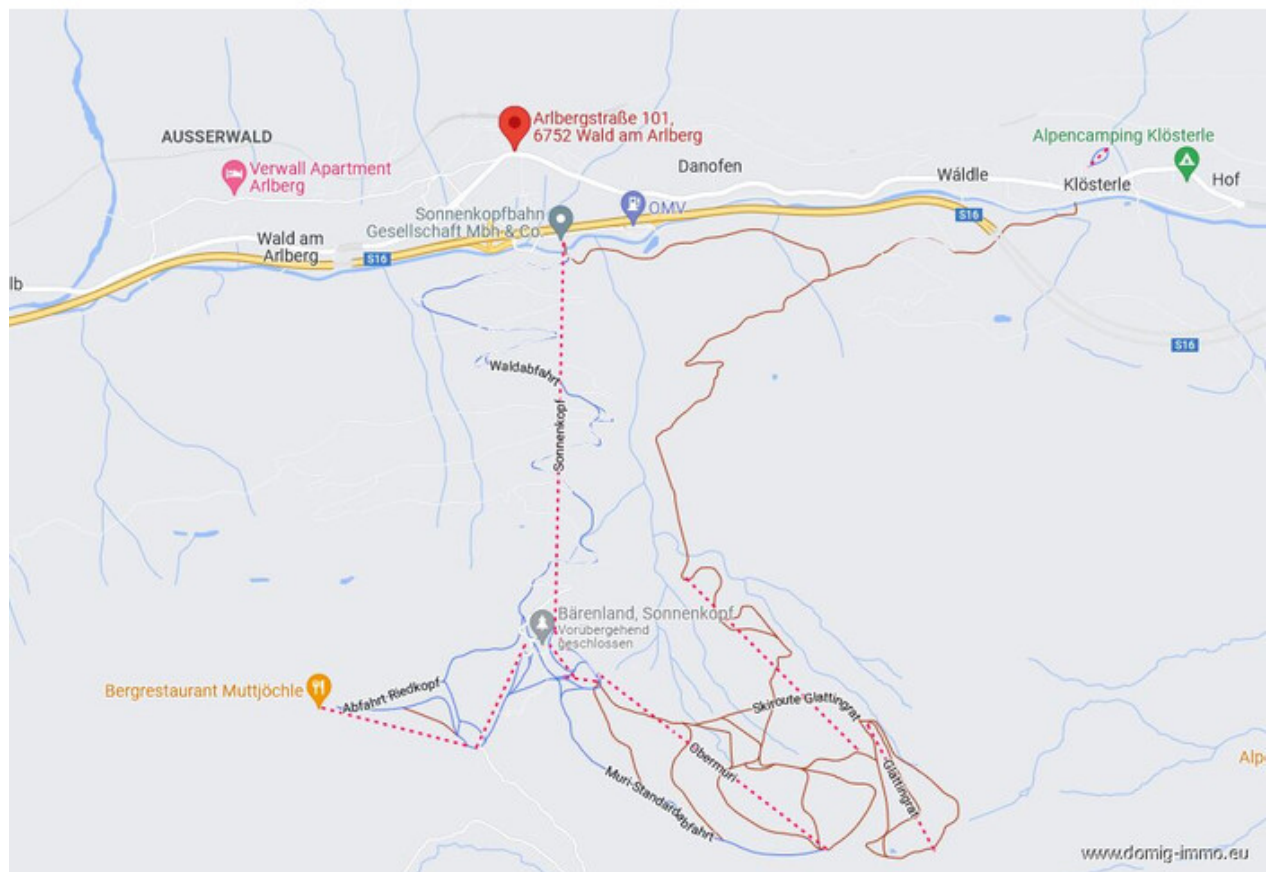 Arlbergstraße 101,
6752 Wald am Arlberg
AUSSERWALD
Alpencamping Klösterle
Verwall Apartment
Arlberg
Danofen
Wäldle
Klösterle
Hof
OMV
Sonnenkopfbahn
Gesellschaft Mbh & Co
S16
Wald am
Arlberg
S16
lb
S16
Waldabfahrt
Sonnenkopf
Bärenland, Sonnenkopf
Vorübergehend
geschlossen
Bergrestaurant Muttjöchle
Abfahrt Riedkopf
Skiroute Glattingrat
Obermuri
Glattingrat
Muri-Standardabfahrt
Alp
www.domig-immo.eu